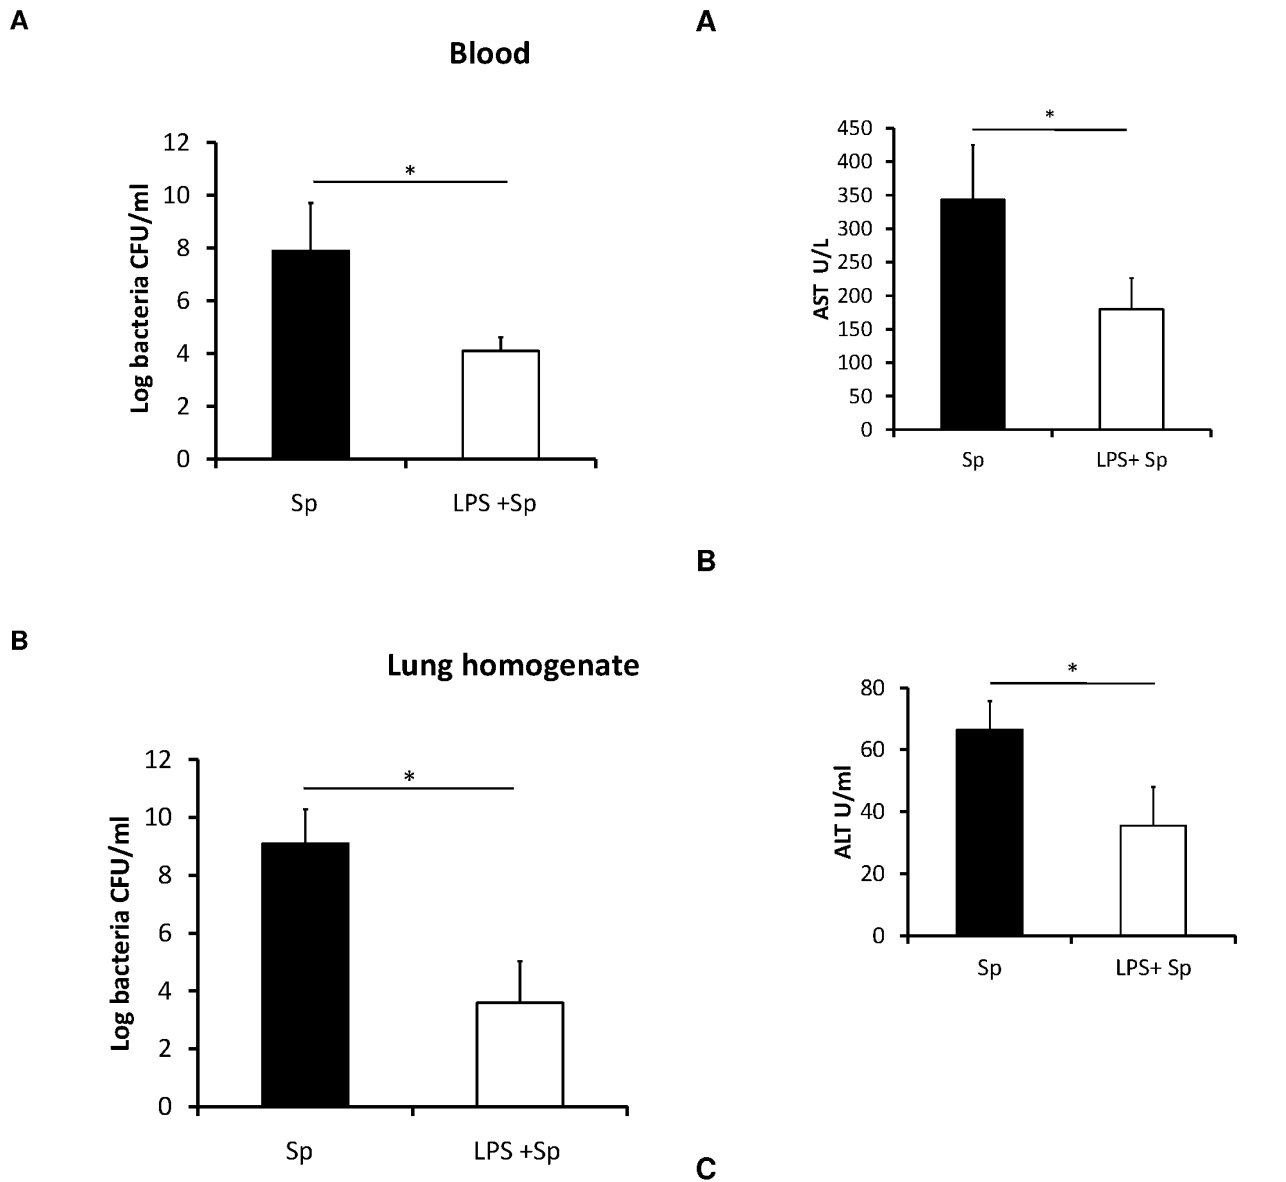 A
Blood
12
10
8
6
4
2
0
Log bacteria CFU/ml
*
Sp
LPS +Sp
B
Lung homogenate
12
10
8
6
4
2
0
Log bacteria CFU/ml
*
Sp
LPS +Sp
A
450
400
350
300
250
200
150
100
50
0
AST U/L
*
Sp
LPS+ Sp
B
80
60
40
20
0
ALT U/ml
*
Sp
LPS+ Sp
C